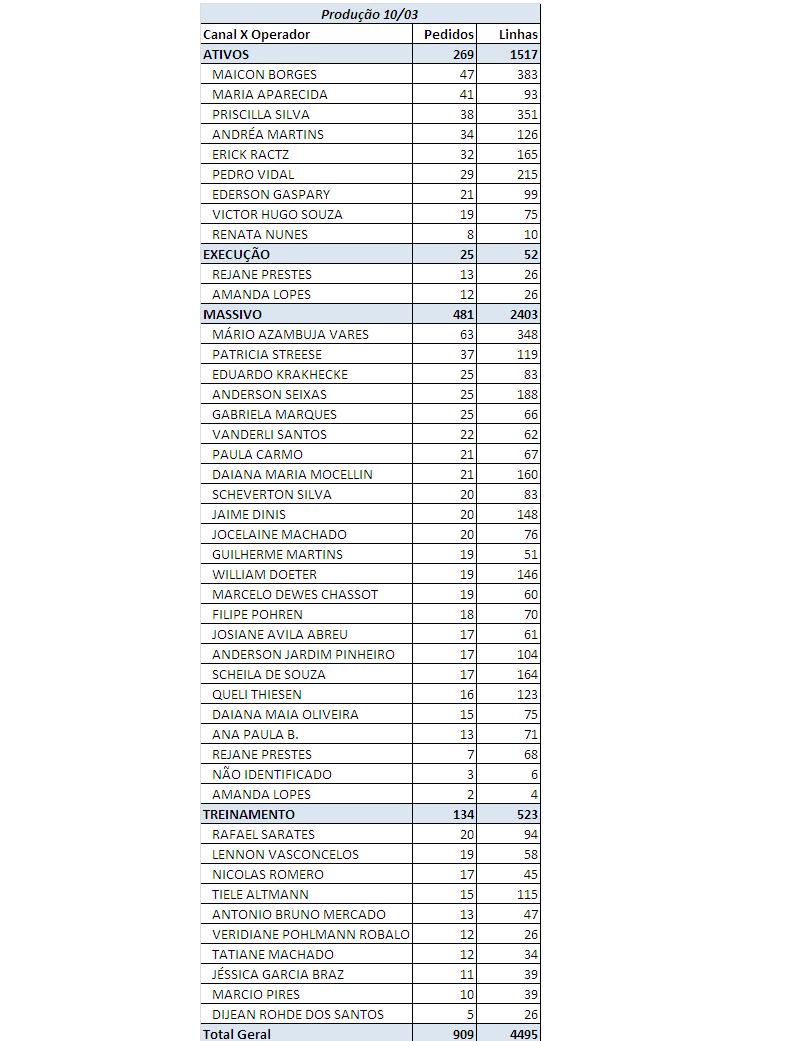 Produção 10/03
Canal X Operador Pedidos Linhas
ATIVOS 269 1517
MAICON BORGES 47 383
MARIA APARECIDA 41 93
PRISCILLA SILVA 38 351
ANDRÉA MARTINS 34 126
ERICK RACTZ 32 165
PEDRO VIDAL 29 215
EDERSON GASPARY 21 99
VICTOR HUGO SOUZA 19 75
RENATA NUNES 8 10
EXECUÇÃO 25 52
REJANE PRESTES 13 26
AMANDA LOPES 12 26
MASSIVO 481 2403
MÁRIO AZAMBUJA VARES 63 348
PATRICIA STREESE 37 119
EDUARDO KRAKHECKE 25 83
ANDERSON SEIXAS 25 188
GABRIELA MARQUES 25 66
VANDERLI SANTOS 22 62
PAULA CARMO 21 67
DAIANA MARIA MOCELLIN 21 160
SCHEVERTON SILVA 20 83
JAIME DINIS 20 148
JOCELAINE MACHADO 20 76
GUILHERME MARTINS 19 51
WILLIAM DOETER 19 146
MARCELO DEWES CHASSOT 19 60
FILIPE POHREN 18 70
JOSIANE AVILA ABREU 17 61
ANDERSON JARDIM PINHEIRO 17 104
SCHEILA DE SOUZA 17 164
QUELI THIESEN 16 123
DAIANA MAIA OLIVEIRA 15 75
ANA PAULA B. 13 71
REJANE PRESTES 7 68
NÃO IDENTIFICADO 3 6
AMANDA LOPES 2 4
TREINAMENTO 134 523
RAFAEL SARATES 20 94
LENNON VASCONCELOS 19 58
NICOLAS ROMERO 17 45
TIELE ALTMANN 15 115
ANTONIO BRUNO MERCADO 13 47
VERIDIANE POHLMANN ROBALO 12 26
TATIANE MACHADO 12 34
JÉSSICA GARCIA BRAZ 11 39
MARCIO PIRES 10 39
DIJEAN ROHDE DOS SANTOS 5 26
Total Geral 909 4495